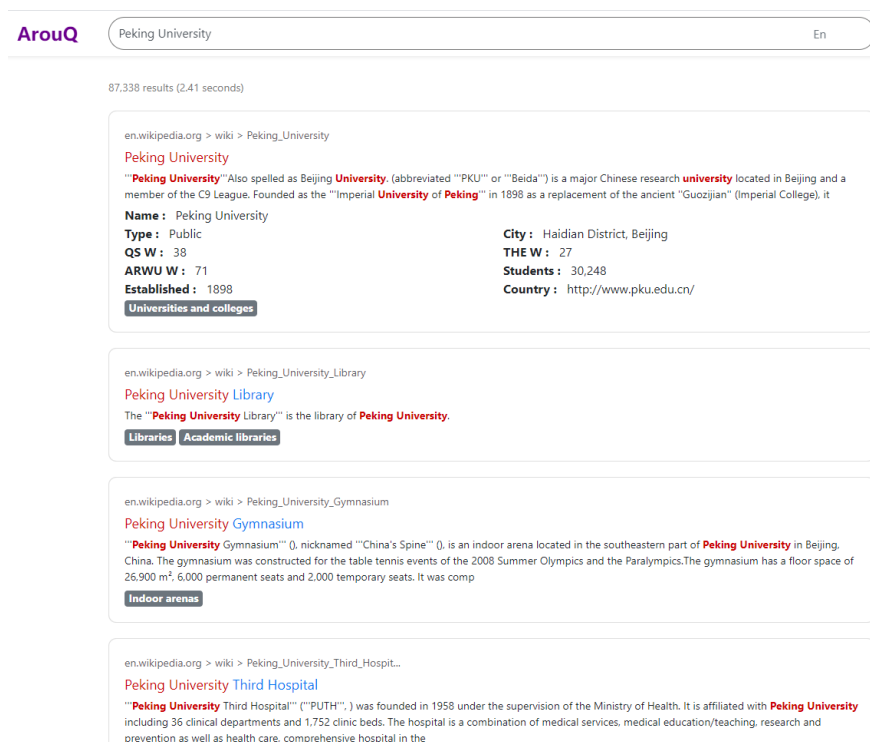 ArouQ
Peking University En
87,338 results (2.41 seconds)
en.wikipedia.org > wiki > Peking_University
Peking University
'''Peking University'''Also spelled as Beijing University. (abbreviated '''PKU''' or '''Beida''') is a major Chinese research university located in Beijing and a
member of the C9 League. Founded as the '''Imperial University of Peking''' in 1898 as a replacement of the ancient ''Guozijian'' (Imperial College), it
Name : Peking University
Type : Public City : Haidian District, Beijing
QS W : 38 THE W : 27
ARWU W : 71 Students : 30,248
Established : 1898 Country : http://www.pku.edu.cn/
Universities and colleges
en.wikipedia.org > wiki > Peking_University_Library
Peking University Library
The '''Peking University Library''' is the library of Peking University.
Libraries Academic libraries
en.wikipedia.org > wiki > Peking_University_Gymnasium
Peking University Gymnasium
'''Peking University Gymnasium''' (), nicknamed '''China's Spine''' (), is an indoor arena located in the southeastern part of Peking University in Beijing,
China. The gymnasium was constructed for the table tennis events of the 2008 Summer Olympics and the Paralympics.The gymnasium has a floor space of
26,900 m², 6,000 permanent seats and 2,000 temporary seats. It was comp
Indoor arenas
en.wikipedia.org > wiki > Peking_University_Third_Hospit...
Peking University Third Hospital
'''Peking University Third Hospital''' ('''PUTH''', ) was founded in 1958 under the supervision of the Ministry of Health. It is affiliated with Peking University
including 36 clinical departments and 1,752 clinic beds. The hospital is a combination of medical services, medical education/teaching, research and
prevention as well as health care, comprehensive hospital in the